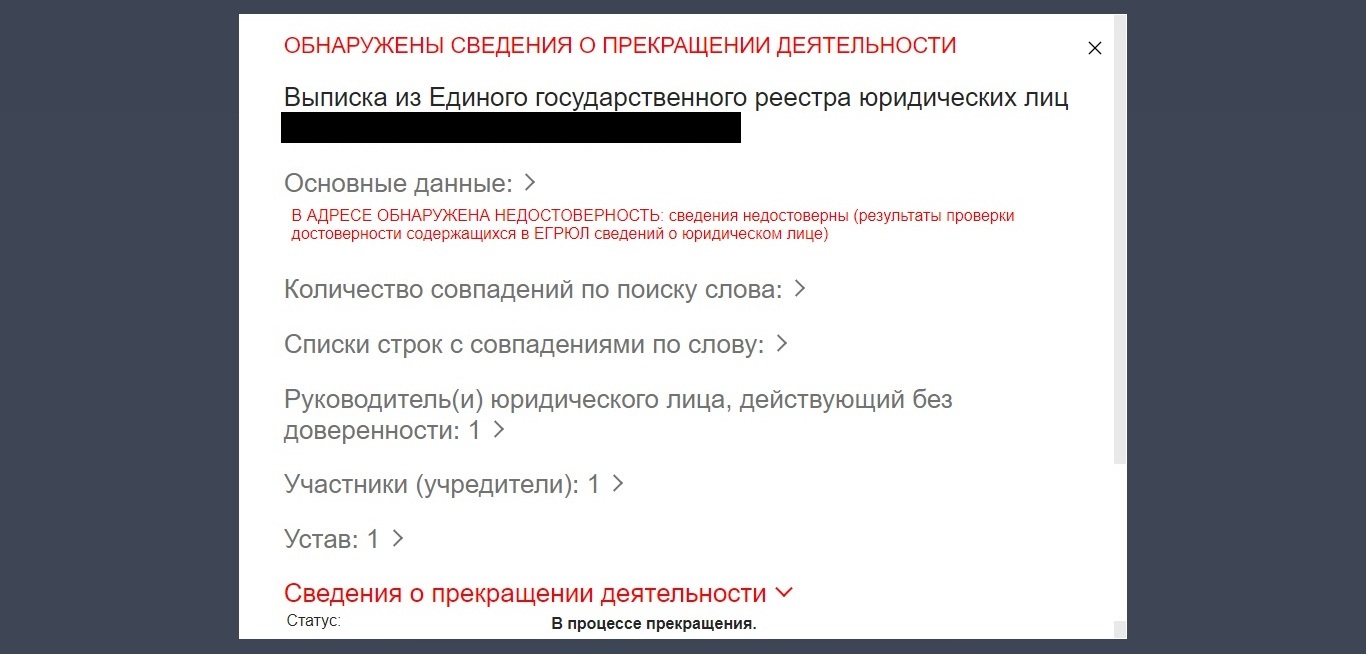 ОБНАРУЖЕНЫ СВЕДЕНИЯ О ПРЕКРАЩЕНИИ ДЕЯТЕЛЬНОСТИ
Выписка из Единого государственного реестра юридических лиц
Основные данные:
В АДРЕСЕ ОБНАРУЖЕНА НЕДОСТОВЕРНОСТЬ: сведения недостоверны (результаты проверки
достоверности содержащихся в ЕГРЮЛ сведений о юридическом лице)
Количество совпадений по поиску слова:
Списки строк с совпадениями по слову:
Руководитель(и) юридического лица, действующий без
доверенности: 1
Участники (учредители): 1
Устав: 1
Сведения о прекращении деятельности
Статус: В процессе прекращения.